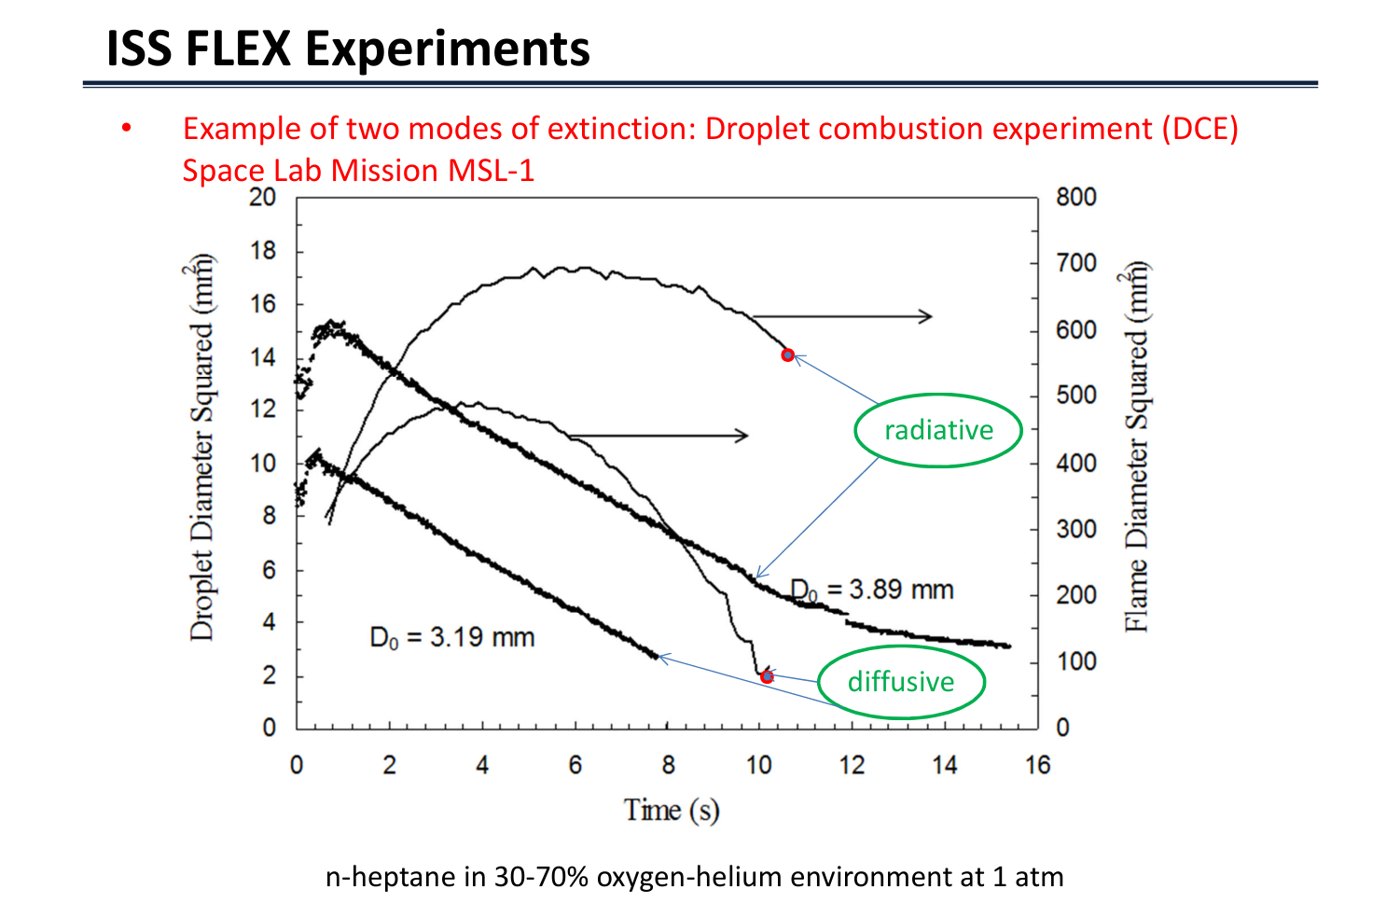 ISS FLEX Experiments
• Example of two modes of extinction: Droplet combustion experiment (DCE)
Space Lab Mission MSL-1
20
18
16
14
12
10
8
6
4
2
0
Droplet Diameter Squared (mm²)
800
700
600
500
400
300
200
100
0
Flame Diameter Squared (mm²)
radiative
D₀ = 3.89 mm
D₀ = 3.19 mm
diffusive
0 2 4 6 8 10 12 14 16
Time (s)
n-heptane in 30-70% oxygen-helium environment at 1 atm